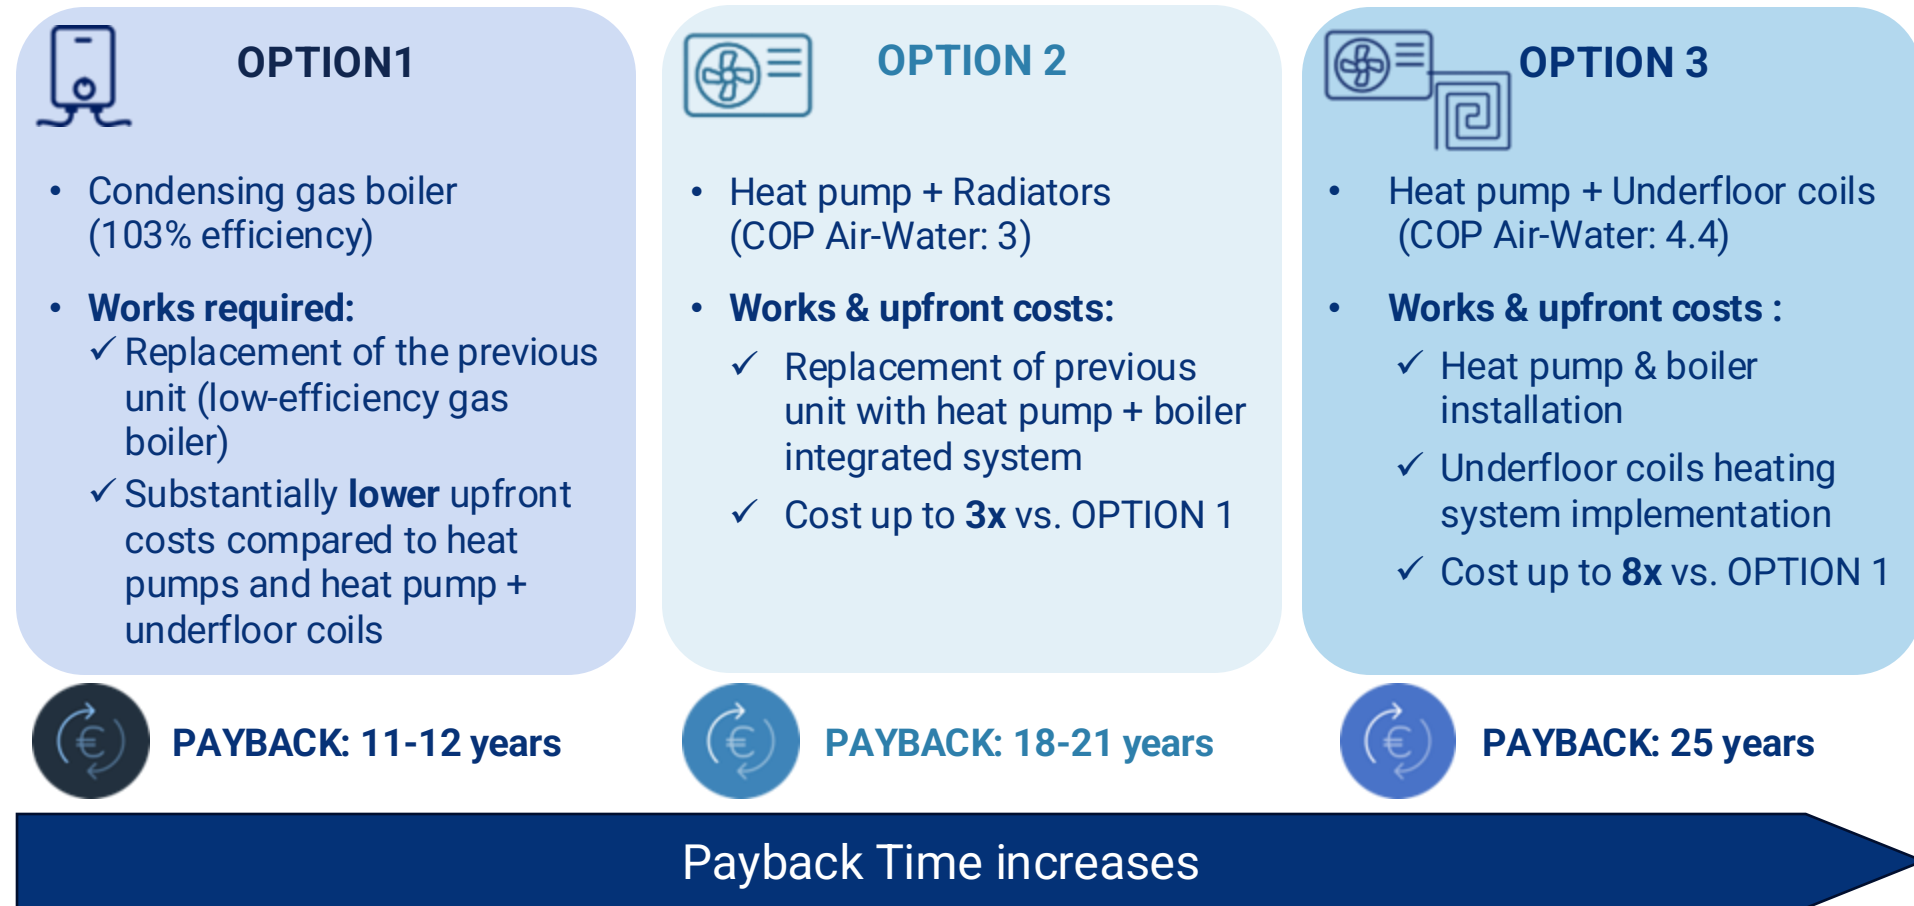 OPTION1
• Condensing gas boiler
(103% efficiency)
• Works required:
✓ Replacement of the previous
unit (low-efficiency gas
boiler)
✓ Substantially lower upfront
costs compared to heat
pumps and heat pump +
underfloor coils
PAYBACK: 11-12 years
OPTION 2
• Heat pump + Radiators
(COP Air-Water: 3)
• Works & upfront costs:
✓ Replacement of previous
unit with heat pump + boiler
integrated system
✓ Cost up to 3x vs. OPTION 1
PAYBACK: 18-21 years
OPTION 3
• Heat pump + Underfloor coils
(COP Air-Water: 4.4)
• Works & upfront costs :
✓ Heat pump & boiler
installation
✓ Underfloor coils heating
system implementation
✓ Cost up to 8x vs. OPTION 1
PAYBACK: 25 years
Payback Time increases